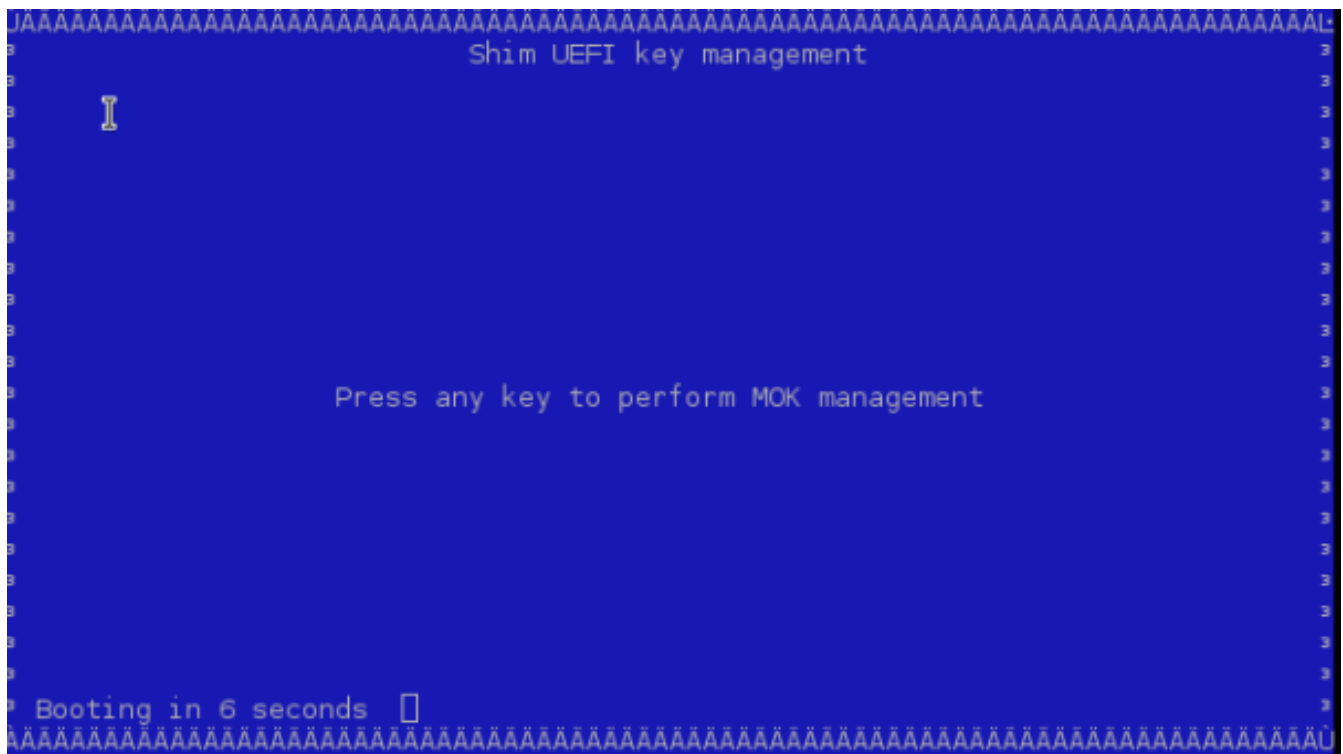 Shim UEFI key management
Press any key to perform MOK management
Booting in 6 seconds